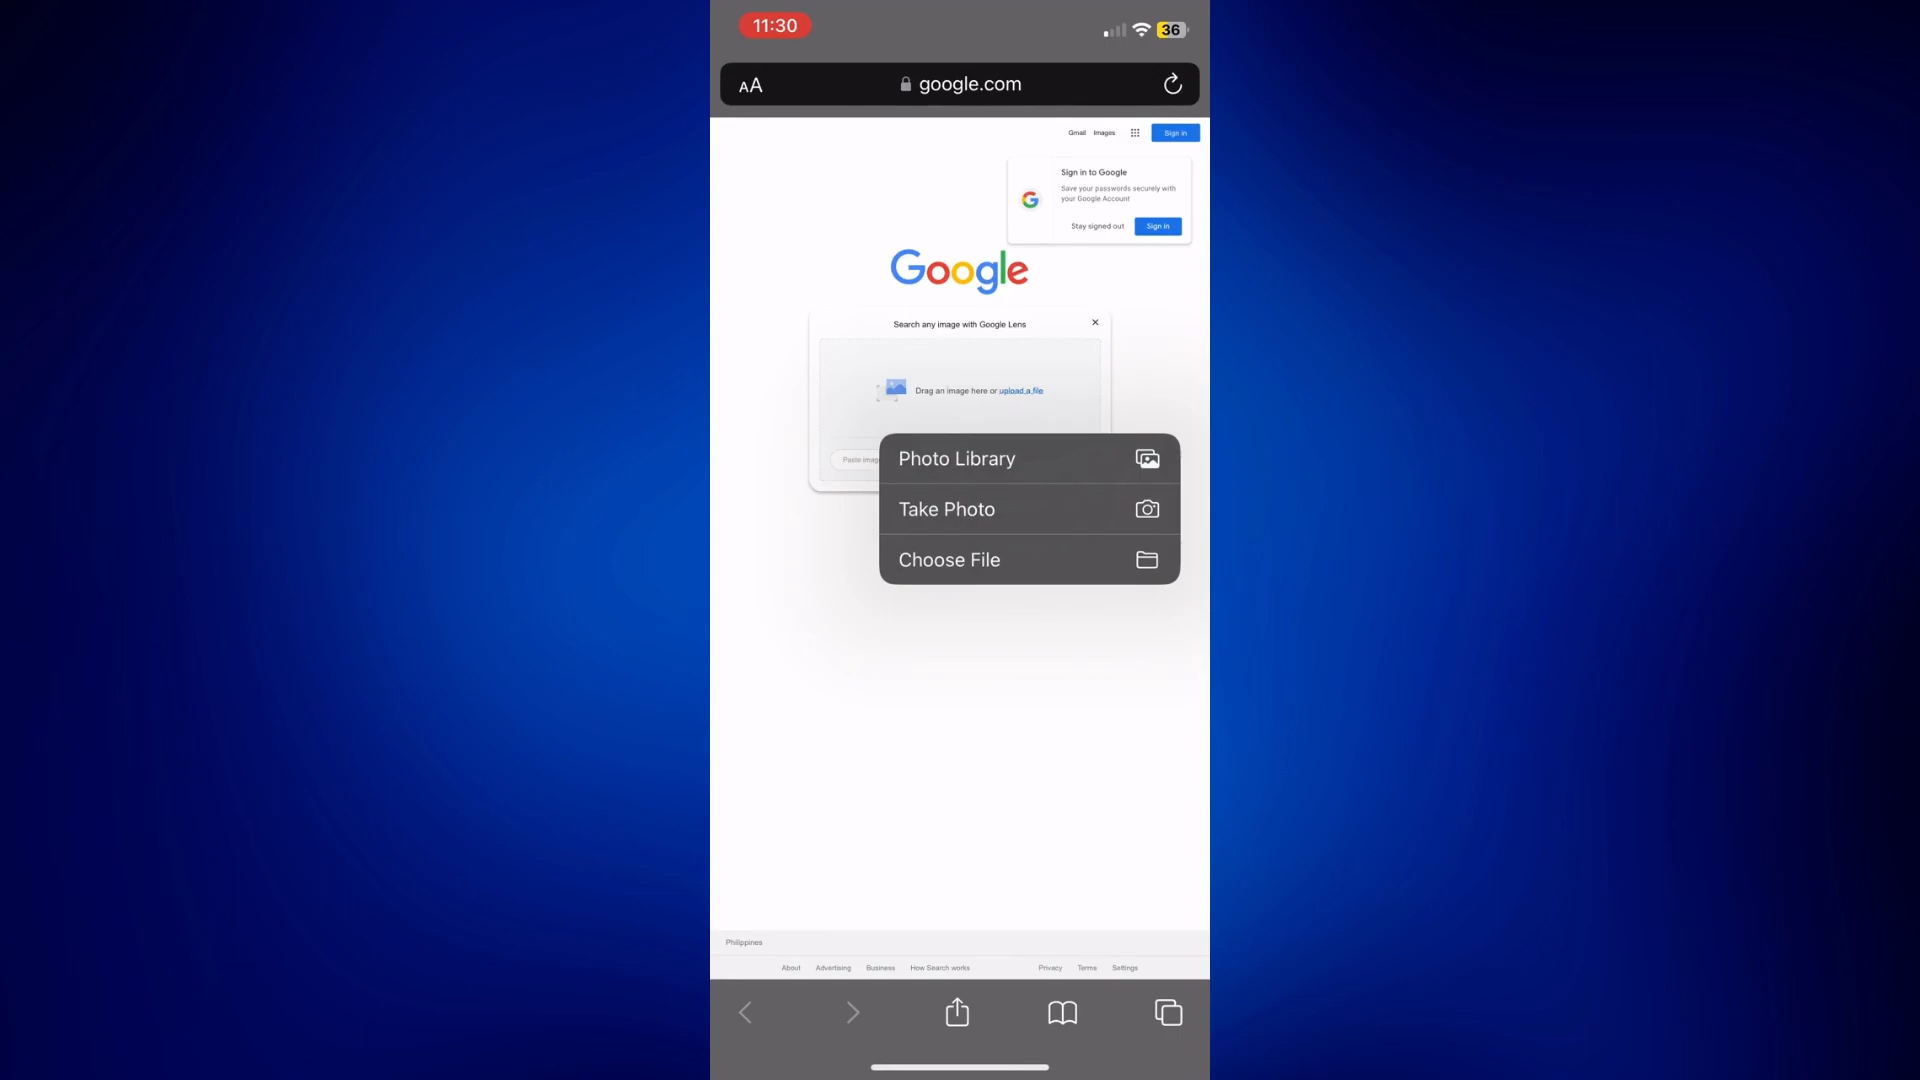 11:30
36
AA
google.com
Gmail Images
Sign in
Sign in to Google
Save your passwords securely with
your Google Account
Stay signed out
Sign in
Google
Search any image with Google Lens
Drag an image here or upload a file
Paste imag
Photo Library
Take Photo
Choose File
Philippines
About Advertising Business How Search works Privacy Terms Settings